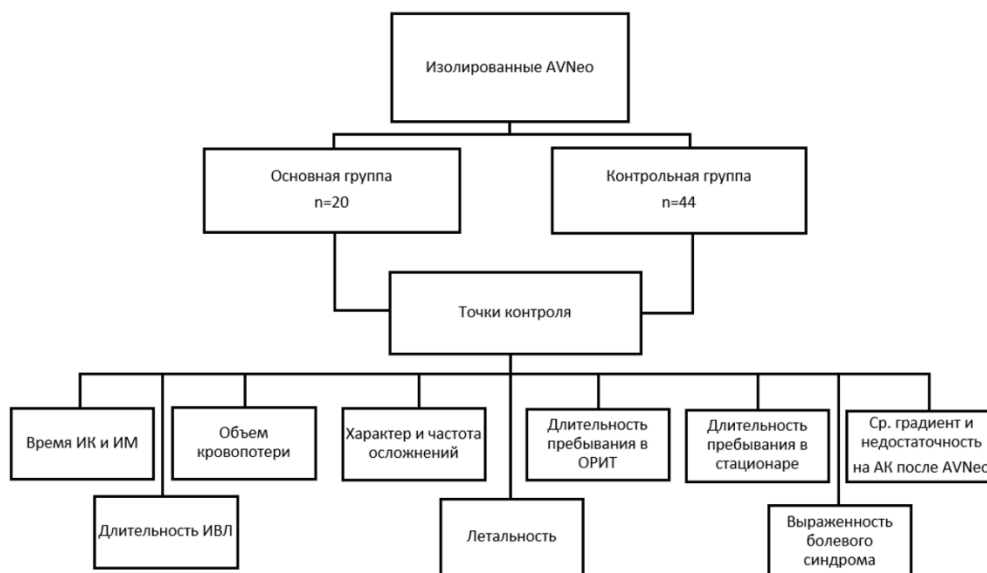 Изолированные AVNeo
Основная группа
n=20
Контрольная группа
n=44
Точки контроля
Время ИК и ИМ
Объем
кровопотери
Характер и частота
осложнений
Длительность
пребывания в
ОРИТ
Длительность
пребывания в
стационаре
Ср. градиент и
недостаточность
на АК после AVNeo
Длительность ИВЛ
Летальность
Выраженность
болевого
синдрома